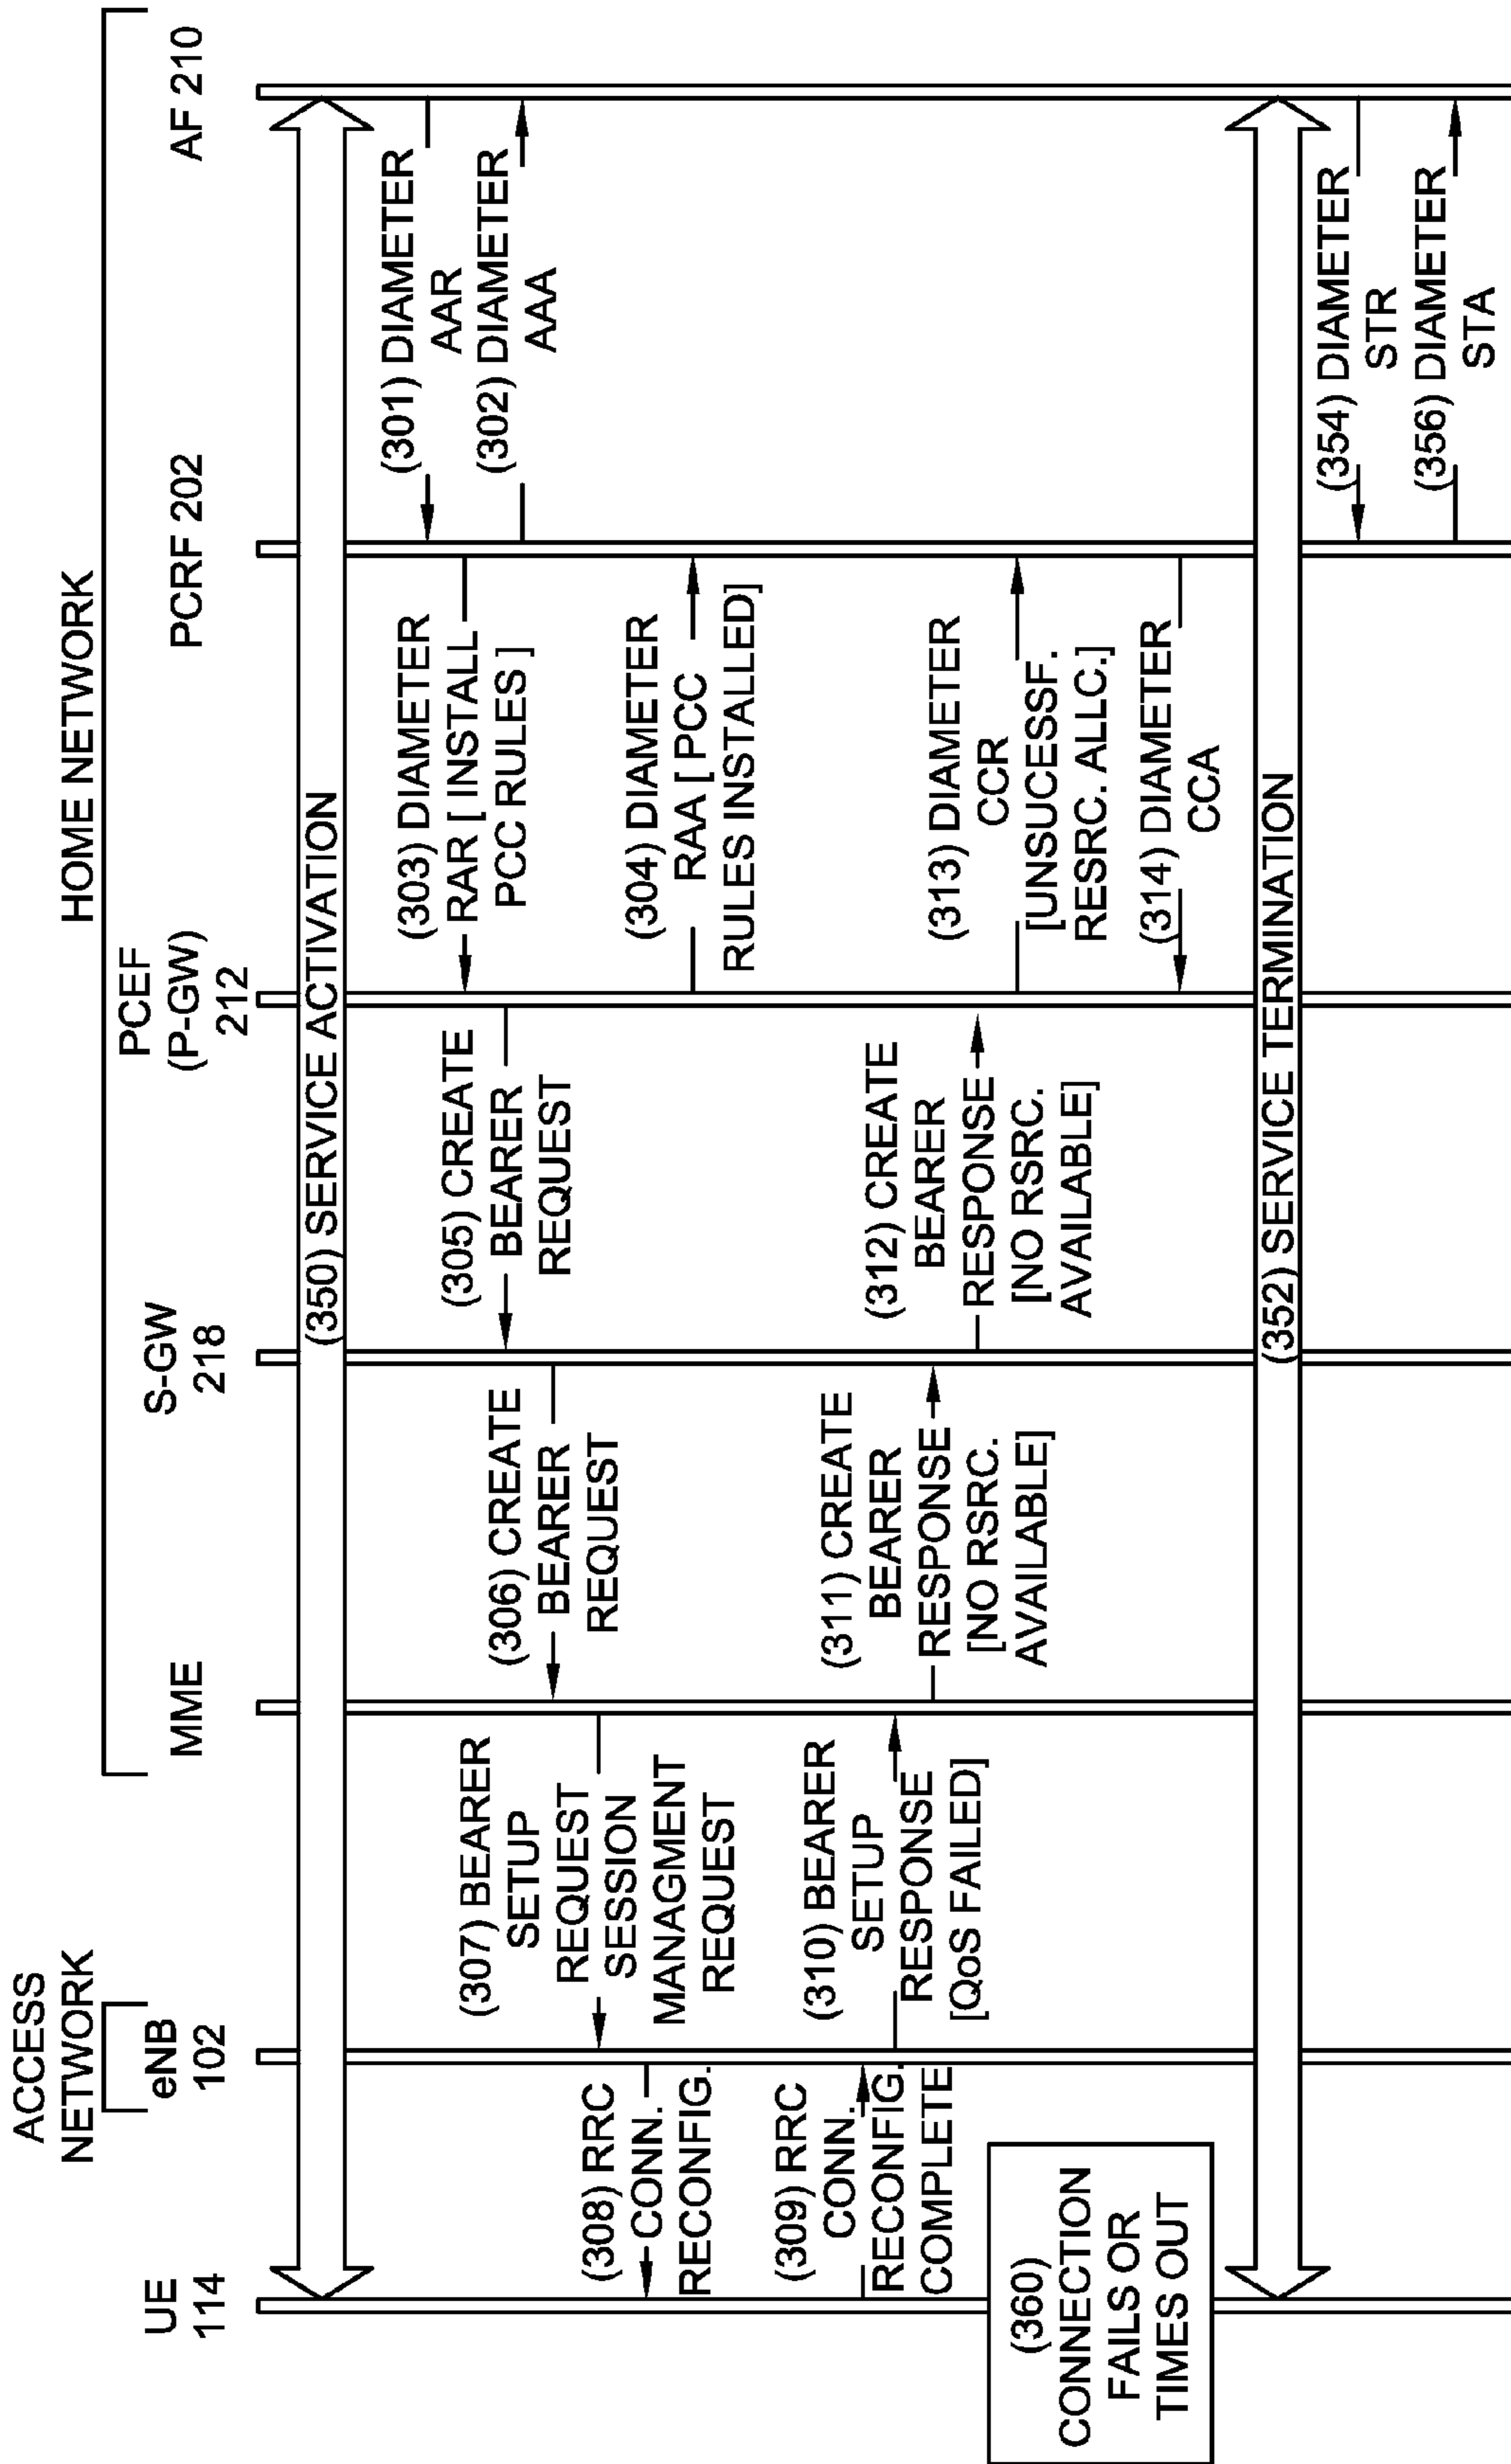 HOME NETWORK
ACCESS
NETWORK
UE
114
eNB
102
MME
S-GW
218
PCEF
(P-GW)
212
PCRF 202
AF 210
(350) SERVICE ACTIVATION
(301) DIAMETER
AAR
(302) DIAMETER
AAA
(303) DIAMETER
RAR [ INSTALL
PCC RULES ]
(304) DIAMETER
RAA [ PCC
RULES INSTALLED]
(305) CREATE
BEARER
REQUEST
(306) CREATE
BEARER
REQUEST
(307) BEARER
SETUP
REQUEST
SESSION
MANAGMENT
REQUEST
(308) RRC
CONN.
RECONFIG.
(309) RRC
CONN.
RECONFIG.
COMPLETE
(310) BEARER
SETUP
RESPONSE
[QoS FAILED]
(311) CREATE
BEARER
RESPONSE
[NO RSRC.
AVAILABLE]
(312) CREATE
BEARER
RESPONSE
[NO RSRC.
AVAILABLE]
(313) DIAMETER
CCR
[UNSUCESSF.
RESRC. ALLC.]
(314) DIAMETER
CCA
(360)
CONNECTION
FAILS OR
TIMES OUT
(352) SERVICE TERMINATION
(354) DIAMETER
STR
(356) DIAMETER
STA